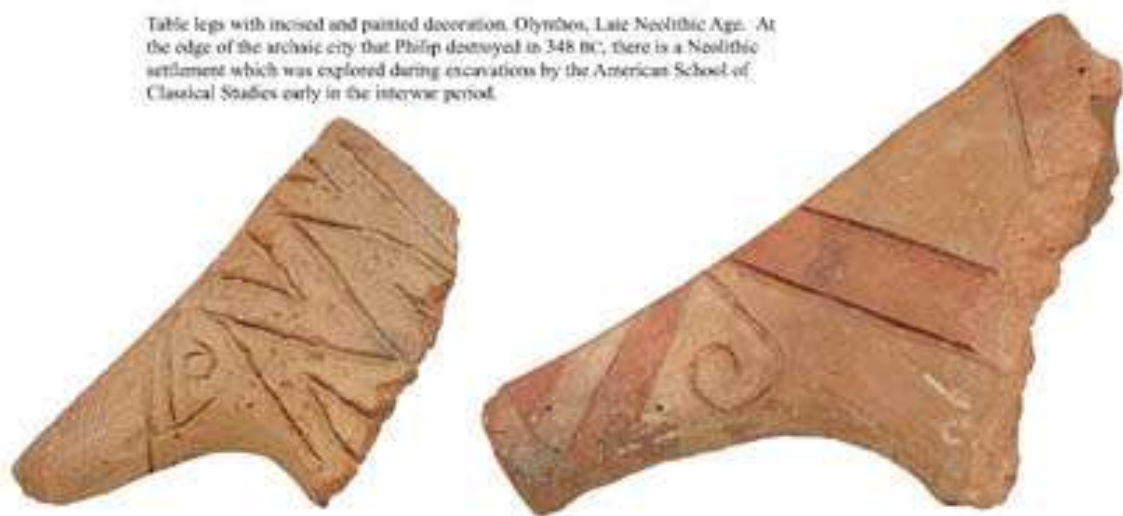 Table legs with incised and painted decoration. Olynthos, Late Neolithic Age. At
the edge of the archaic city that Philip destroyed in 348 BC, there is a Neolithic
settlement which was explored during excavations by the American School of
Classical Studies early in the interwar period.